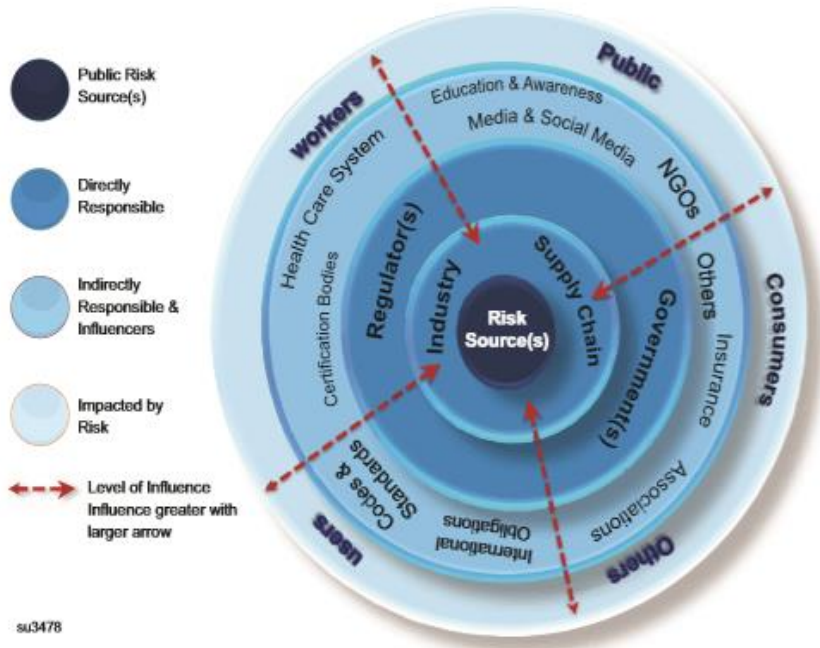 Public Risk
Source(s)
Directly
Responsible
Indirectly
Responsible &
Influencers
Impacted by
Risk
Level of Influence
Influence greater with
larger arrow
su3478
Public
workers
Consumers
users
Others
Education & Awareness
Media & Social Media
Health Care System
NGOs
Others
Insurance
Certification Bodies
Codes &
Standards
International
Obligations
Associations
Regulator(s)
Government(s)
Industry
Supply Chain
Risk
Source(s)